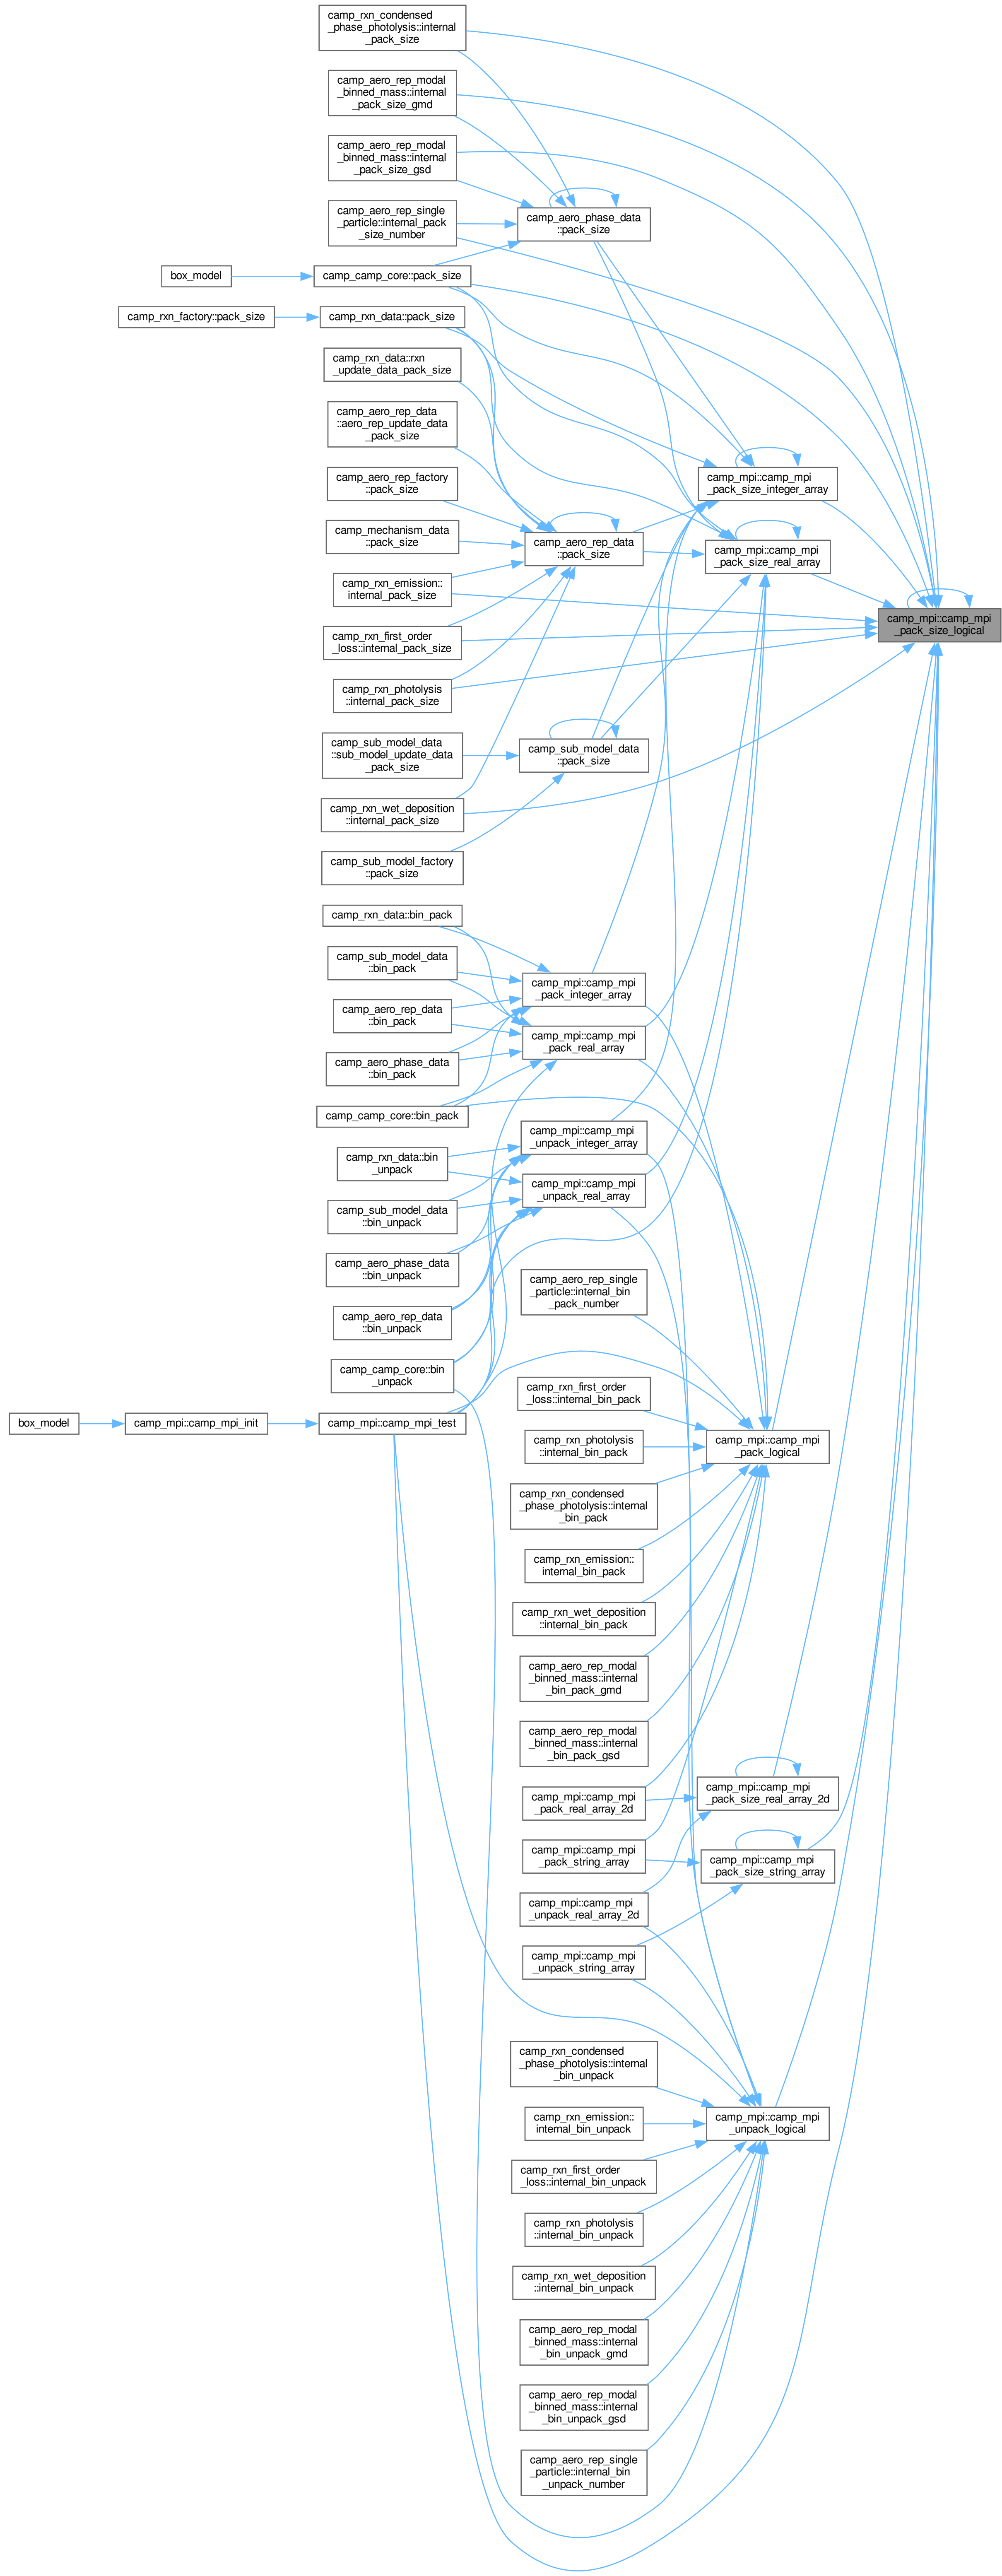 camp_rxn_condensed
_phase_photolysis::internal
_pack_size
camp_aero_rep_modal
_binned_mass::internal
_pack_size_gmd
camp_aero_rep_modal
_binned_mass::internal
_pack_size_gsd
camp_aero_rep_single
_particle::internal_pack
_size_number
camp_aero_phase_data
::pack_size
box_model
camp_camp_core::pack_size
camp_rxn_factory::pack_size
camp_rxn_data::pack_size
camp_rxn_data::rxn
_update_data_pack_size
camp_aero_rep_data
::aero_rep_update_data
_pack_size
camp_aero_rep_factory
::pack_size
camp_mpi::camp_mpi
_pack_size_integer_array
camp_mechanism_data
::pack_size
camp_aero_rep_data
::pack_size
camp_mpi::camp_mpi
_pack_size_real_array
camp_rxn_emission::
internal_pack_size
camp_mpi::camp_mpi
_pack_size_logical
camp_rxn_first_order
_loss::internal_pack_size
camp_rxn_photolysis
::internal_pack_size
camp_sub_model_data
::sub_model_update_data
_pack_size
camp_sub_model_data
::pack_size
camp_rxn_wet_deposition
::internal_pack_size
camp_sub_model_factory
::pack_size
camp_rxn_data::bin_pack
camp_sub_model_data
::bin_pack
camp_mpi::camp_mpi
_pack_integer_array
camp_aero_rep_data
::bin_pack
camp_mpi::camp_mpi
_pack_real_array
camp_aero_phase_data
::bin_pack
camp_camp_core::bin_pack
camp_mpi::camp_mpi
_unpack_integer_array
camp_rxn_data::bin
_unpack
camp_mpi::camp_mpi
_unpack_real_array
camp_sub_model_data
::bin_unpack
camp_aero_phase_data
::bin_unpack
camp_aero_rep_single
_particle::internal_bin
_pack_number
camp_aero_rep_data
::bin_unpack
camp_camp_core::bin
_unpack
camp_rxn_first_order
_loss::internal_bin_pack
box_model
camp_mpi::camp_mpi_init
camp_mpi::camp_mpi_test
camp_rxn_photolysis
::internal_bin_pack
camp_mpi::camp_mpi
_pack_logical
camp_rxn_condensed
_phase_photolysis::internal
_bin_pack
camp_rxn_emission::
internal_bin_pack
camp_rxn_wet_deposition
::internal_bin_pack
camp_aero_rep_modal
_binned_mass::internal
_bin_pack_gmd
camp_aero_rep_modal
_binned_mass::internal
_bin_pack_gsd
camp_mpi::camp_mpi
_pack_real_array_2d
camp_mpi::camp_mpi
_pack_size_real_array_2d
camp_mpi::camp_mpi
_pack_string_array
camp_mpi::camp_mpi
_pack_size_string_array
camp_mpi::camp_mpi
_unpack_real_array_2d
camp_mpi::camp_mpi
_unpack_string_array
camp_rxn_condensed
_phase_photolysis::internal
_bin_unpack
camp_rxn_emission::
internal_bin_unpack
camp_mpi::camp_mpi
_unpack_logical
camp_rxn_first_order
_loss::internal_bin_unpack
camp_rxn_photolysis
::internal_bin_unpack
camp_rxn_wet_deposition
::internal_bin_unpack
camp_aero_rep_modal
_binned_mass::internal
_bin_unpack_gmd
camp_aero_rep_modal
_binned_mass::internal
_bin_unpack_gsd
camp_aero_rep_single
_particle::internal_bin
_unpack_number